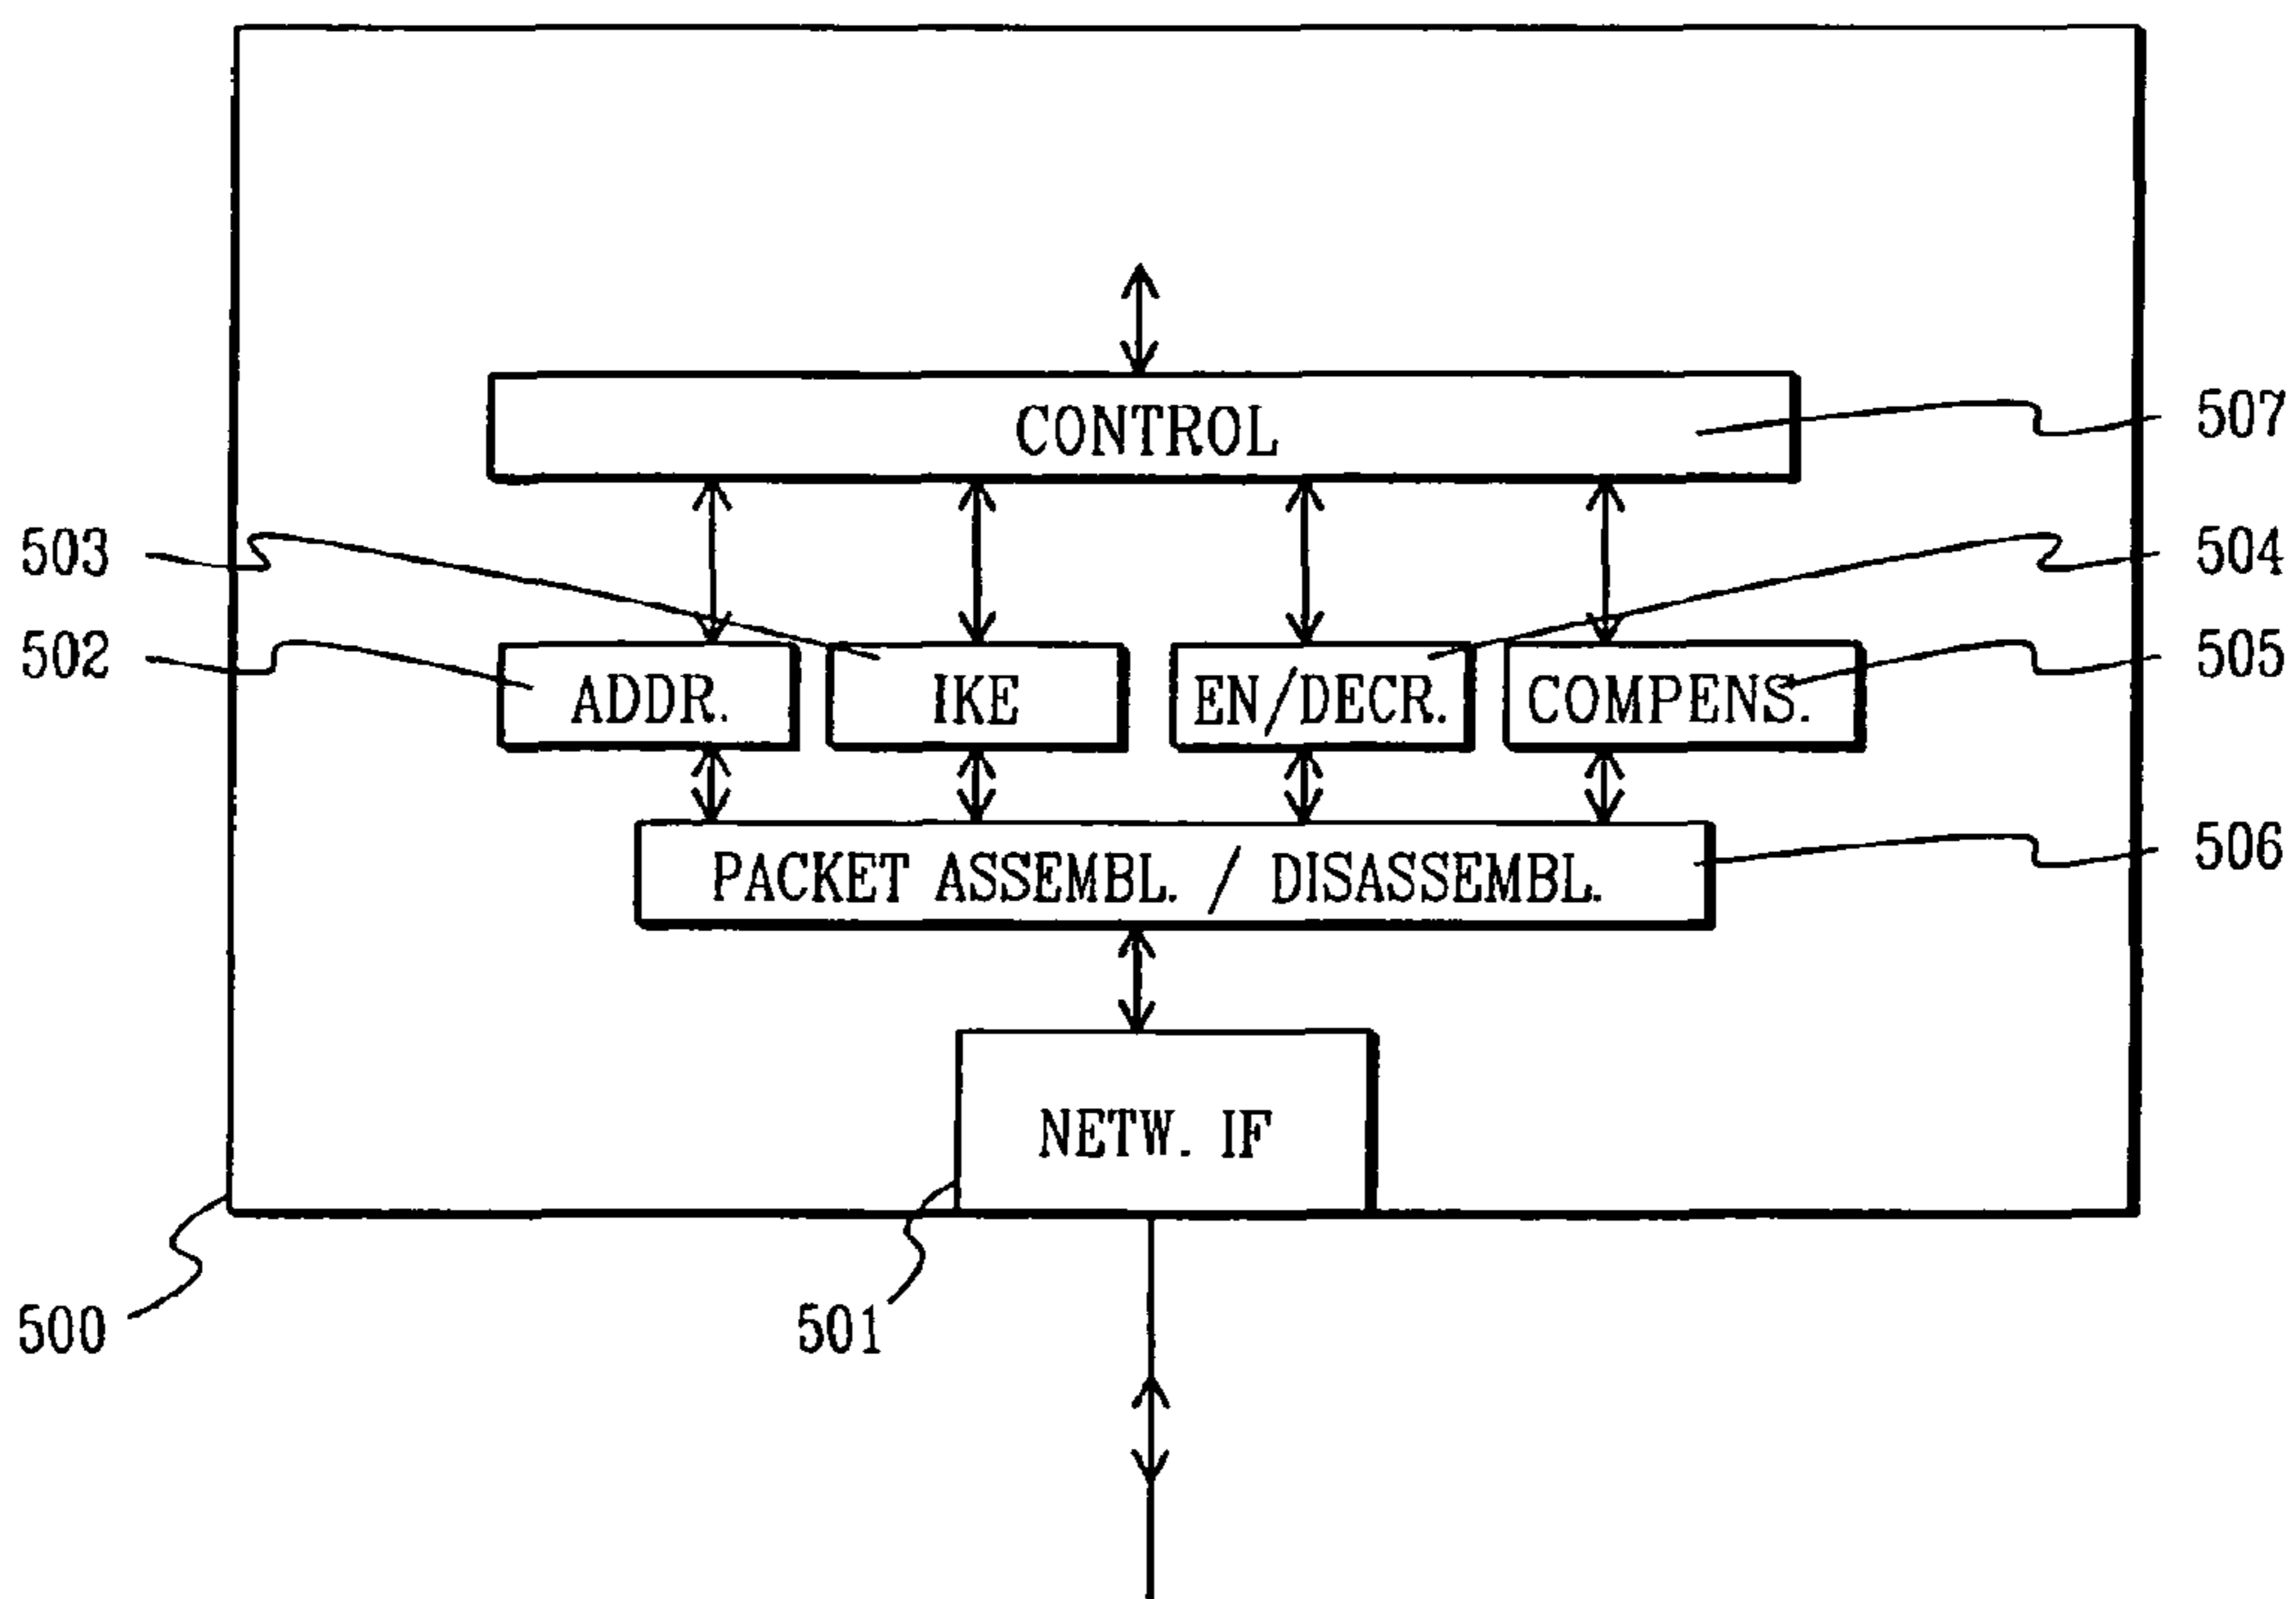 CONTROL
507
503
504
502
ADDR.
IKE
EN/DECR.
COMPENS.
505
PACKET ASSEMBL. / DISASSEMBL.
506
NETW. IF
500
501